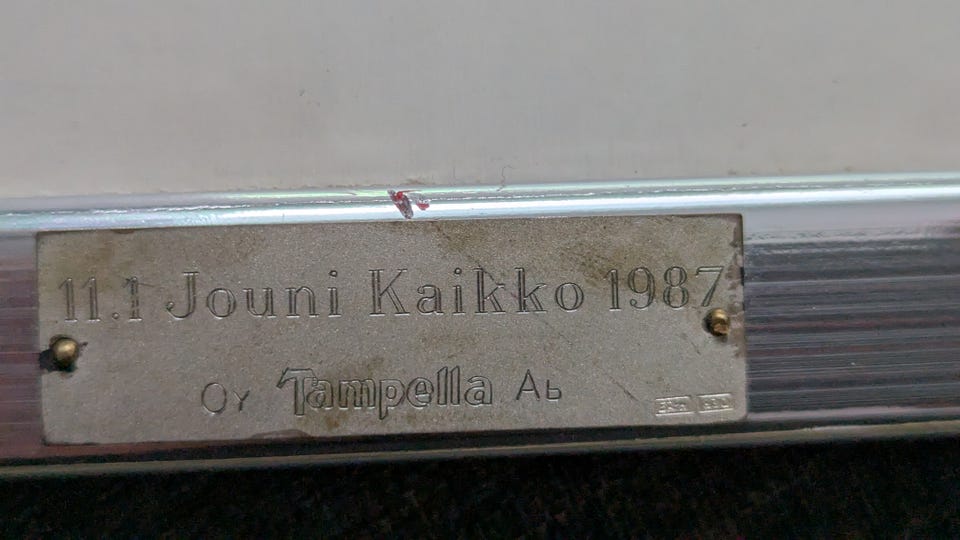 11.1 Jouni Kaikko 1987
Oy Tampella Ab